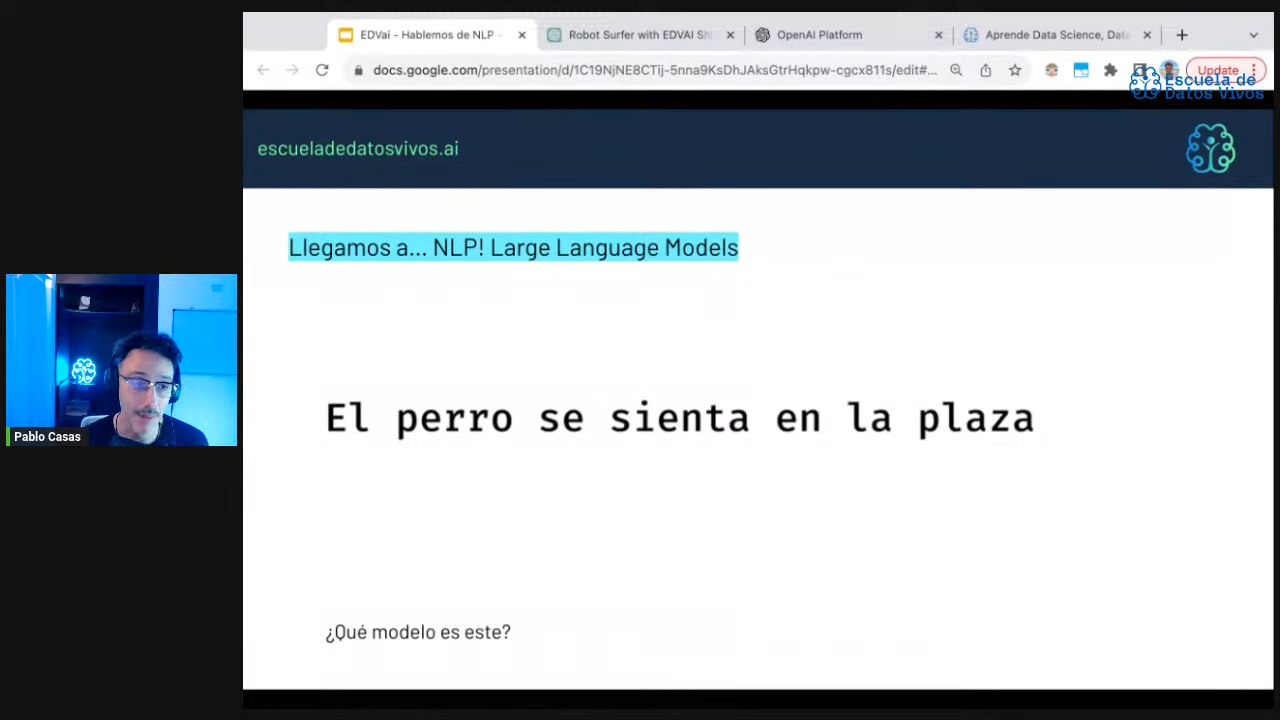 EDVai - Hablemos de NLP -
Robot Surfer with EDVAI Shi
OpenAI Platform
Aprende Data Science, Data
docs.google.com/presentation/d/1C19NjNE8CTij-5nna9KsDhJAksGtrHqkpw-cgcx811s/edit#...
Update
Escuela de
Datos Vivos
escueladedatosvivos.ai
Llegamos a... NLP! Large Language Models
El perro se sienta en la plaza
Pablo Casas
¿Qué modelo es este?